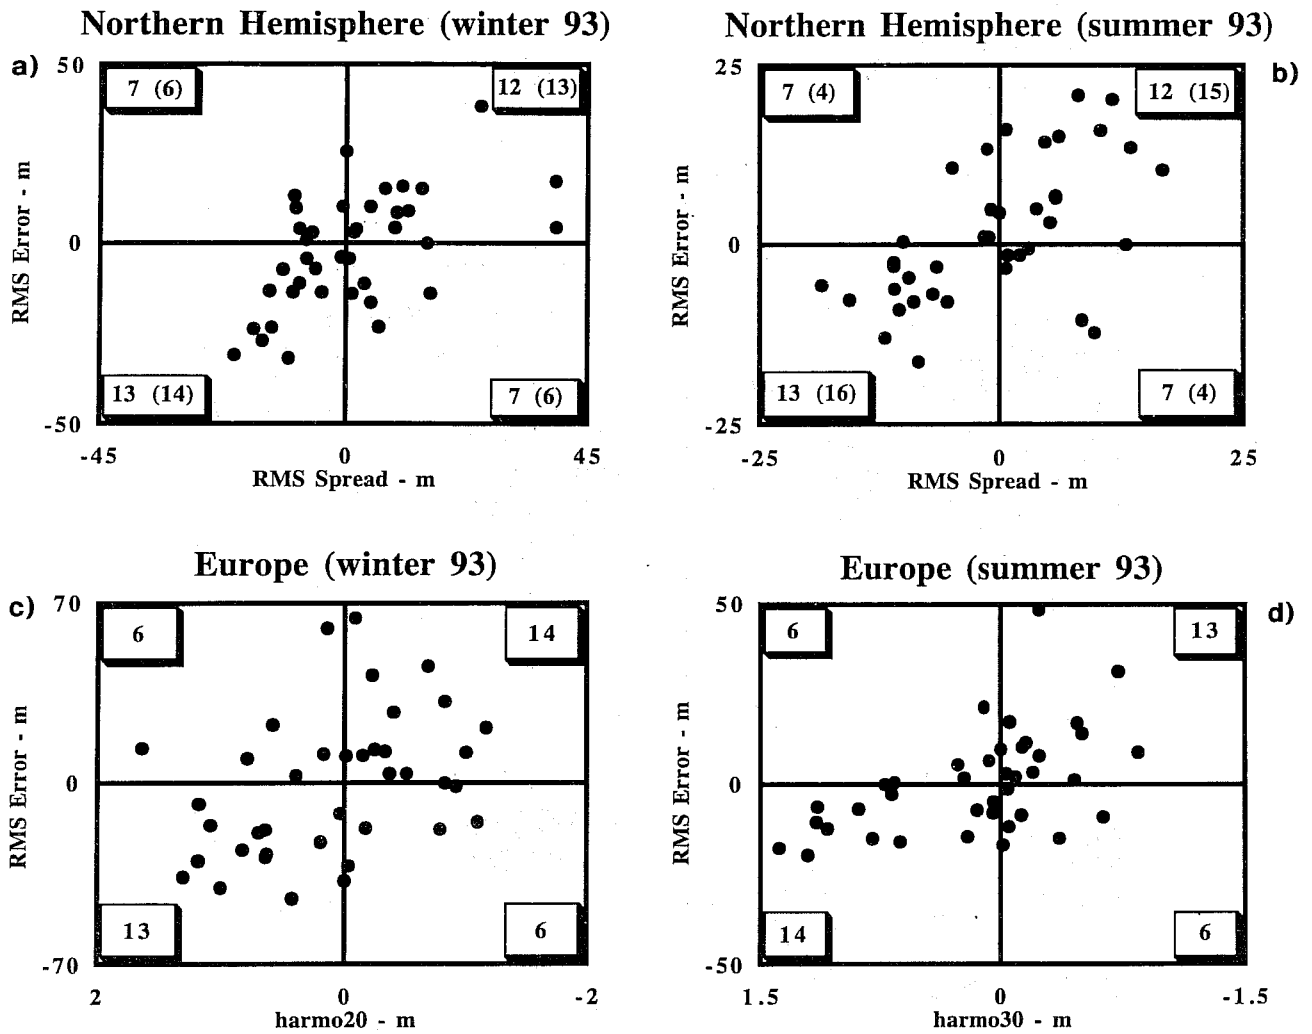 Northern Hemisphere (winter 93)
a)
50
7 (6)
12 (13)
RMS Error - m
0
13 (14)
7 (6)
-50
-45
0
45
RMS Spread - m
Northern Hemisphere (summer 93)
b)
25
7 (4)
12 (15)
RMS Error - m
0
13 (16)
7 (4)
-25
-25
0
25
RMS Spread - m
Europe (winter 93)
c)
70
6
14
RMS Error - m
0
13
6
-70
2
0
-2
harmo20 - m
Europe (summer 93)
d)
50
6
13
RMS Error - m
0
14
6
-50
1.5
0
-1.5
harmo30 - m